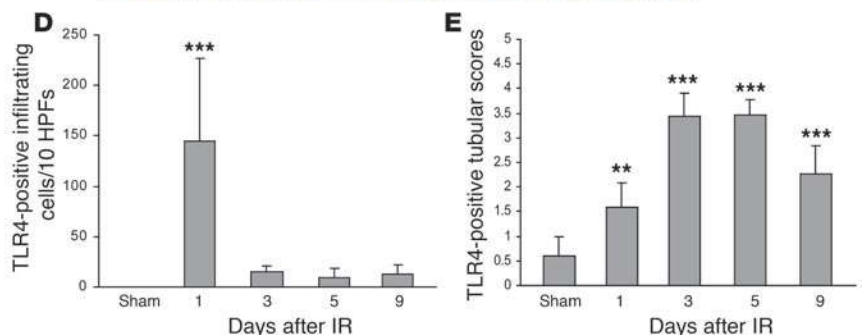 D
TLR4-positive infiltrating
cells/10 HPFs
250
200
150
100
50
0
***
Sham 1 3 5 9
Days after IR
E
TLR4-positive tubular scores
5
4.5
4
3.5
3
2.5
2
1.5
1
0.5
0
** *** *** ***
Sham 1 3 5 9
Days after IR